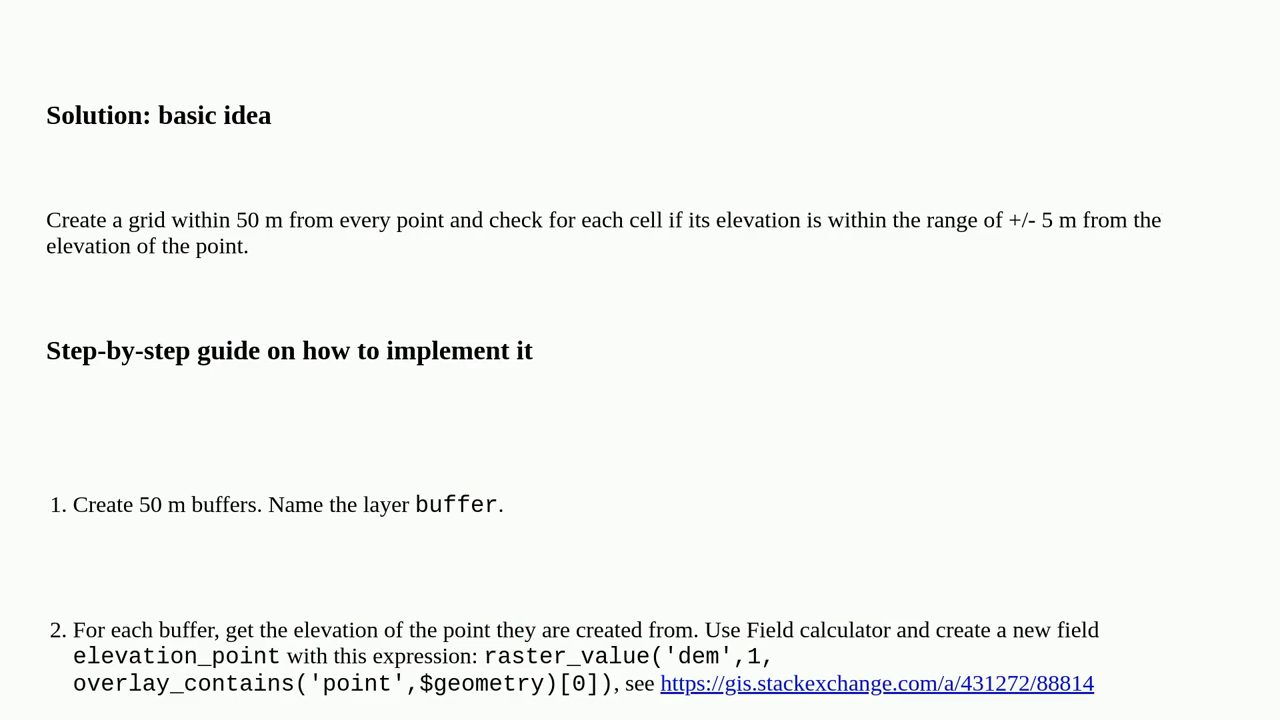 Solution: basic idea
Create a grid within 50 m from every point and check for each cell if its elevation is within the range of +/- 5 m from the
elevation of the point.
Step-by-step guide on how to implement it
1. Create 50 m buffers. Name the layer buffer.
2. For each buffer, get the elevation of the point they are created from. Use Field calculator and create a new field
elevation_point with this expression: raster_value('dem',1,
overlay_contains('point',$geometry)[0]), see https://gis.stackexchange.com/a/431272/88814